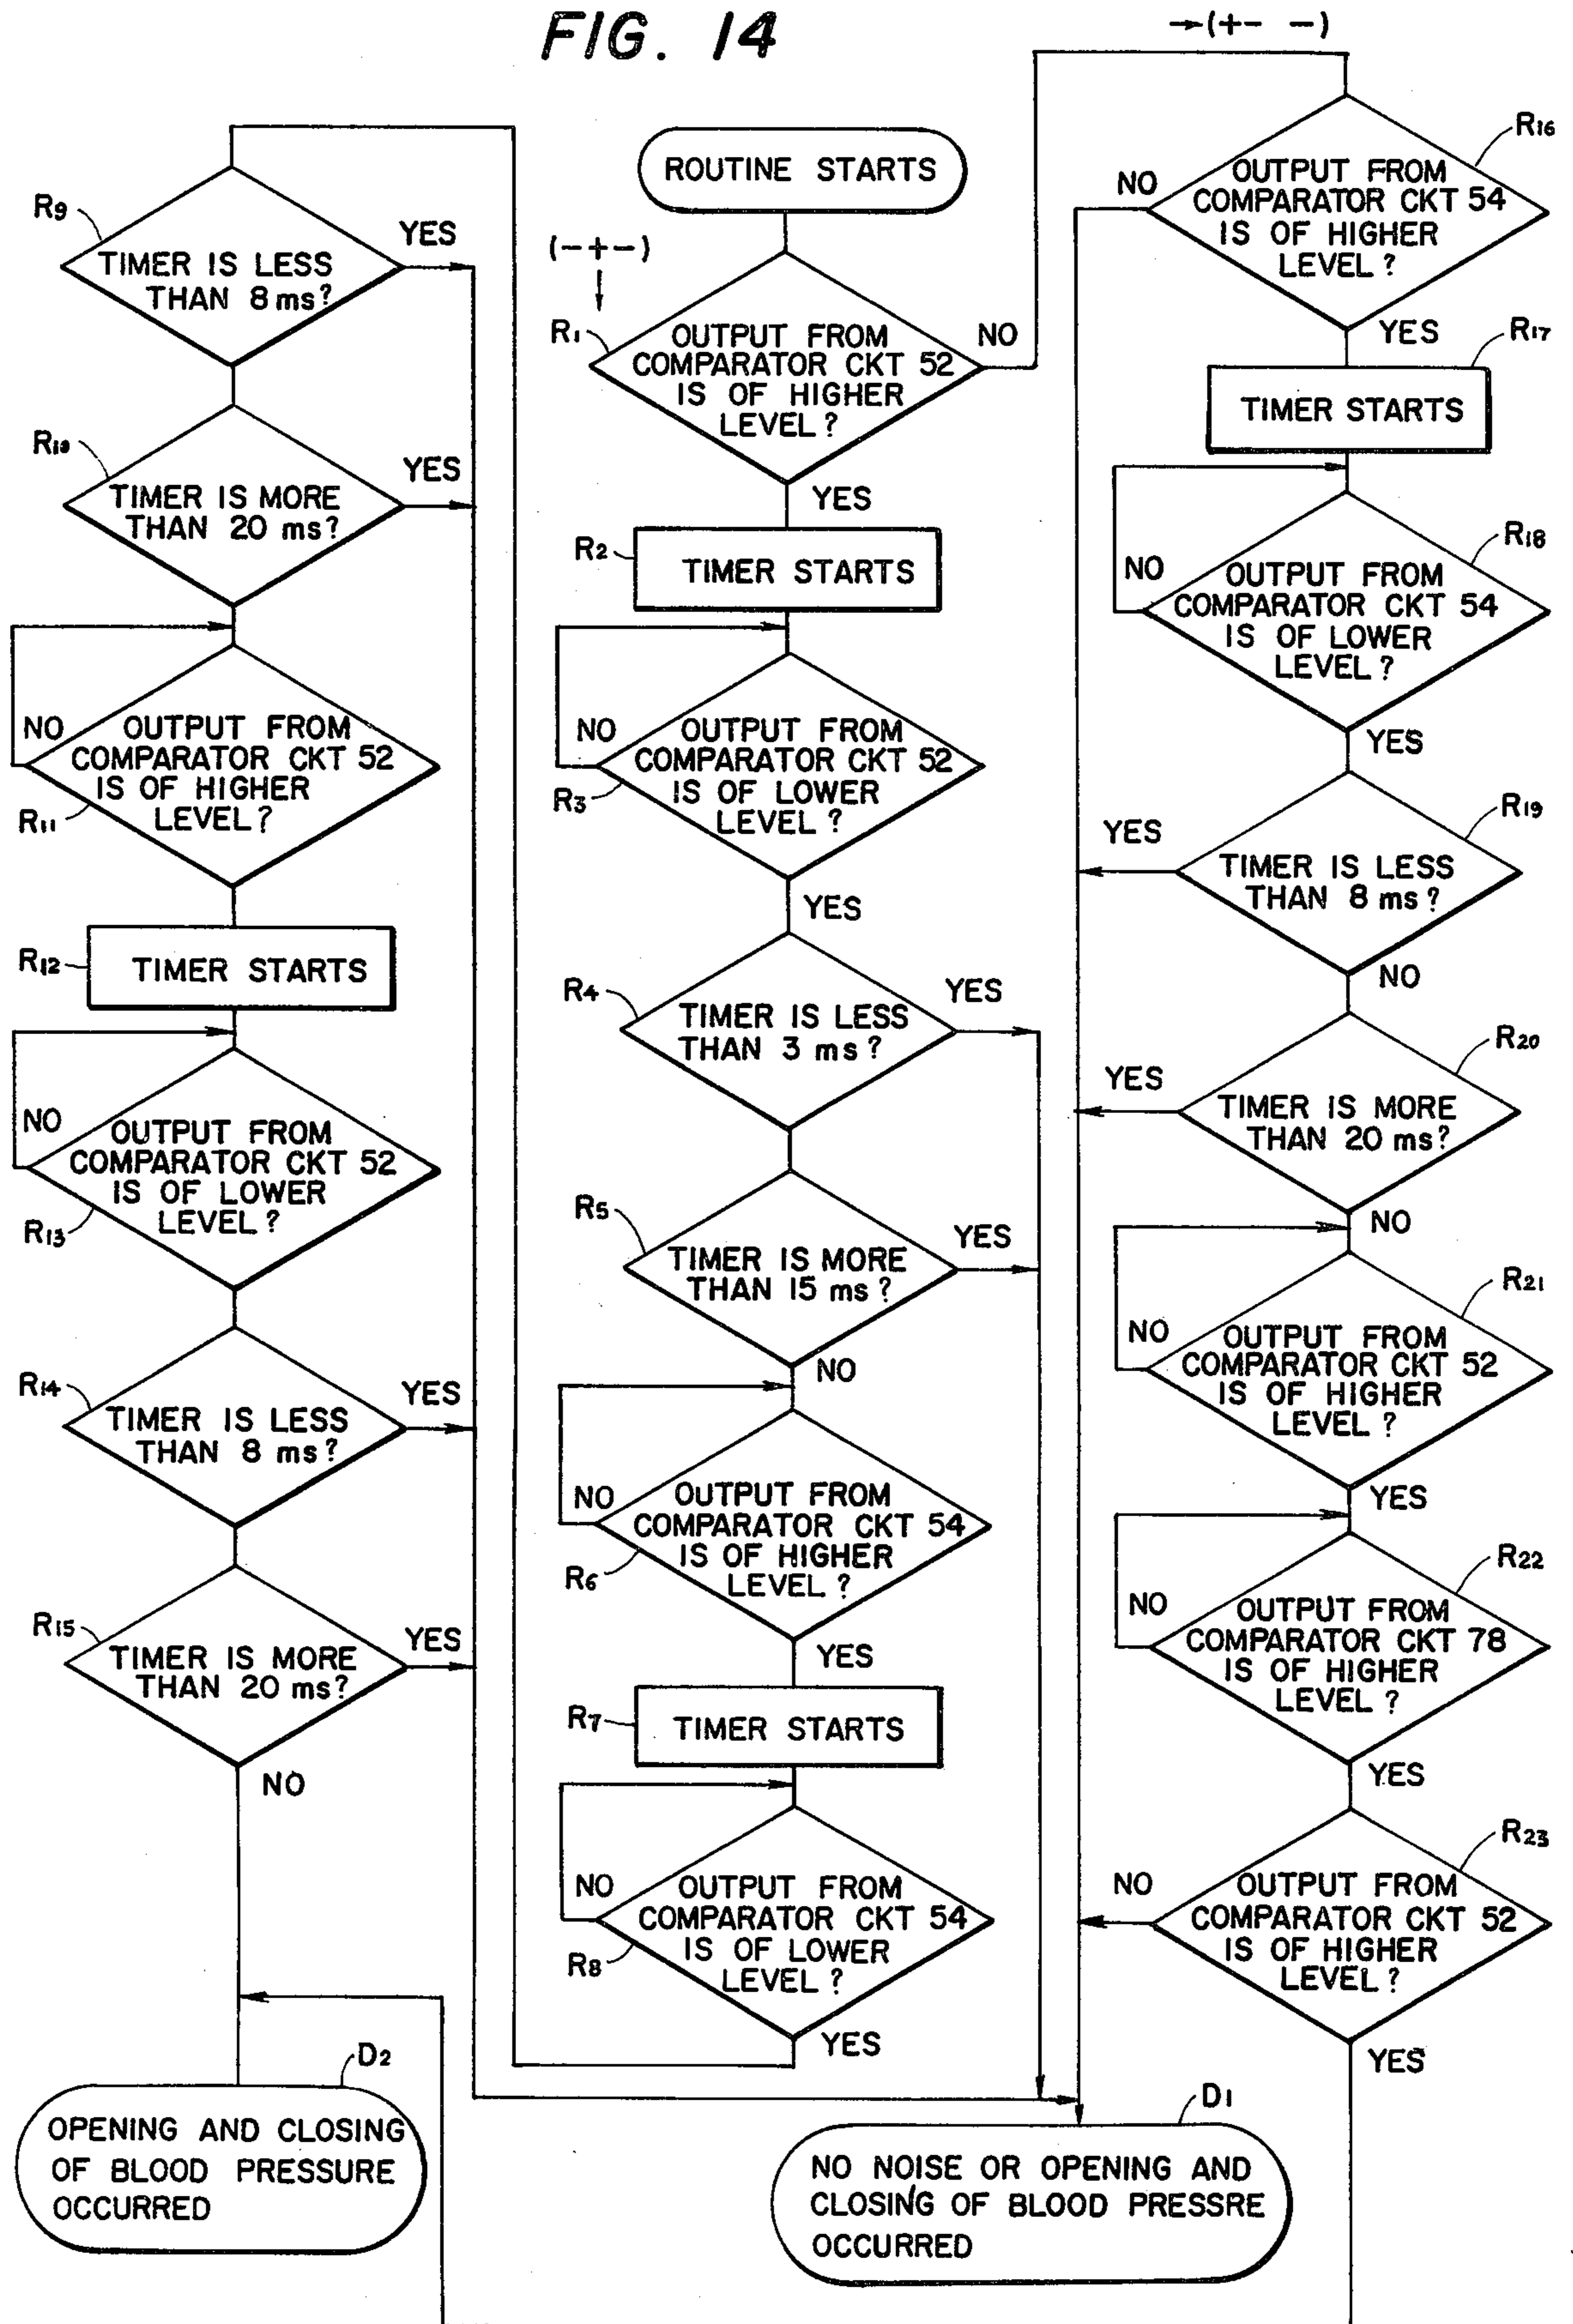 FIG. 14
→(+- -)
ROUTINE STARTS
(-+-)
↓
R1
OUTPUT FROM
COMPARATOR CKT 52
IS OF HIGHER
LEVEL?
NO
YES
R2
TIMER STARTS
R3
NO
OUTPUT FROM
COMPARATOR CKT 52
IS OF LOWER
LEVEL?
YES
R4
TIMER IS LESS
THAN 3 ms?
YES
R5
TIMER IS MORE
THAN 15 ms?
YES
NO
R6
NO
OUTPUT FROM
COMPARATOR CKT 54
IS OF HIGHER
LEVEL?
YES
R7
TIMER STARTS
R8
NO
OUTPUT FROM
COMPARATOR CKT 54
IS OF LOWER
LEVEL?
YES
R9
TIMER IS LESS
THAN 8 ms?
YES
R10
TIMER IS MORE
THAN 20 ms?
YES
R11
NO
OUTPUT FROM
COMPARATOR CKT 52
IS OF HIGHER
LEVEL?
R12
TIMER STARTS
R13
NO
OUTPUT FROM
COMPARATOR CKT 52
IS OF LOWER
LEVEL?
R14
TIMER IS LESS
THAN 8 ms?
YES
R15
TIMER IS MORE
THAN 20 ms?
YES
NO
D2
OPENING AND CLOSING
OF BLOOD PRESSURE
OCCURRED
R16
NO
OUTPUT FROM
COMPARATOR CKT 54
IS OF HIGHER
LEVEL?
YES
R17
TIMER STARTS
R18
NO
OUTPUT FROM
COMPARATOR CKT 54
IS OF LOWER
LEVEL?
YES
R19
YES
TIMER IS LESS
THAN 8 ms?
NO
R20
YES
TIMER IS MORE
THAN 20 ms?
NO
R21
NO
OUTPUT FROM
COMPARATOR CKT 52
IS OF HIGHER
LEVEL?
YES
R22
NO
OUTPUT FROM
COMPARATOR CKT 78
IS OF HIGHER
LEVEL?
YES
R23
NO
OUTPUT FROM
COMPARATOR CKT 52
IS OF HIGHER
LEVEL?
YES
D1
NO NOISE OR OPENING AND
CLOSING OF BLOOD PRESSRE
OCCURRED